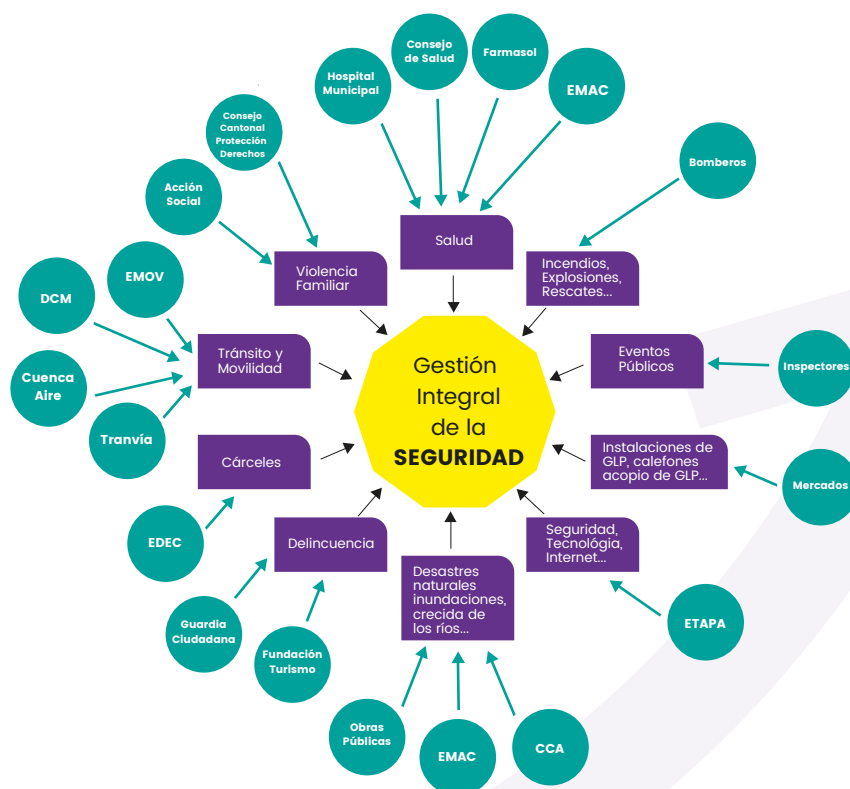 Consejo
de Salud
Farmasol
Hospital
Municipal
EMAC
Consejo
Cantonal
Protección
Derechos
Bomberos
Acción
Social
Salud
Violencia
Familiar
Incendios,
Explosiones,
Rescates...
EMOV
DCM
Tránsito y
Movilidad
Eventos
Públicos
Inspectores
Cuenca
Aire
Tranvía
Gestión
Integral
de la
SEGURIDAD
Cárceles
Instalaciones de
GLP, calefones
acopio de GLP...
Mercados
EDEC
Delincuencia
Seguridad,
Tecnológia,
Internet...
Desastres
naturales
inundaciones,
crecida de
los ríos...
Guardia
Ciudadana
Fundación
Turismo
ETAPA
Obras
Públicas
EMAC
CCA